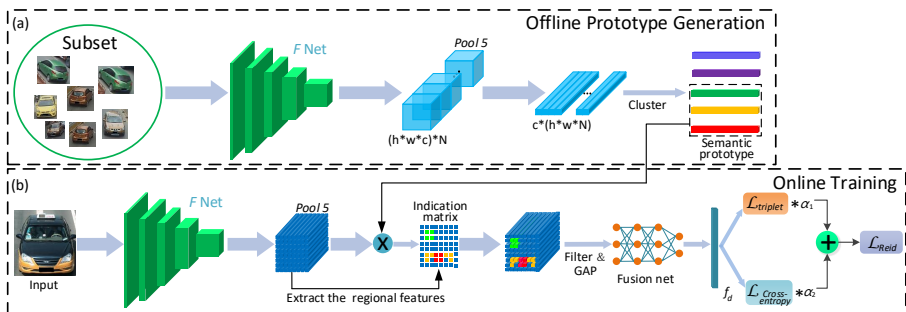 (a)
Offline Prototype Generation
Subset
F Net
Pool 5
...
(h*w*c)*N
c*(h*w*N)
Cluster
Semantic
prototype
(b)
Online Training
F Net
Pool 5
Indication
matrix
X
Input
Extract the regional features
Filter &
GAP
Fusion net
f_d
ℒ_triplet *α₁
+
ℒ_Reid
ℒ_Cross-
entropy *α₂